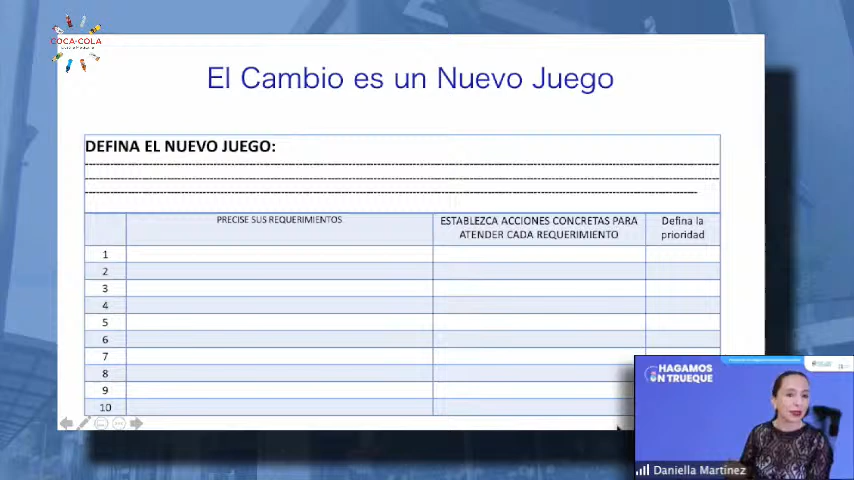 COCA-COLA
El Cambio es un Nuevo Juego
DEFINA EL NUEVO JUEGO:
PRECISE SUS REQUERIMIENTOS
ESTABLEZCA ACCIONES CONCRETAS PARA
ATENDER CADA REQUERIMIENTO
Defina la
prioridad
1
2
3
4
5
6
7
8
9
10
HAGAMOS
UN TRUEQUE
Daniella Martínez